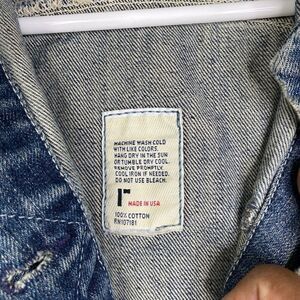 MACHINE WASH COLD
WITH LIKE COLORS.
HANG DRY IN THE SUN
OR TUMBLE DRY COOL.
REMOVE PROMPTLY.
COOL IRON IF NEEDED.
DO NOT USE BLEACH.
r
MADE IN USA
100% COTTON
RN107181